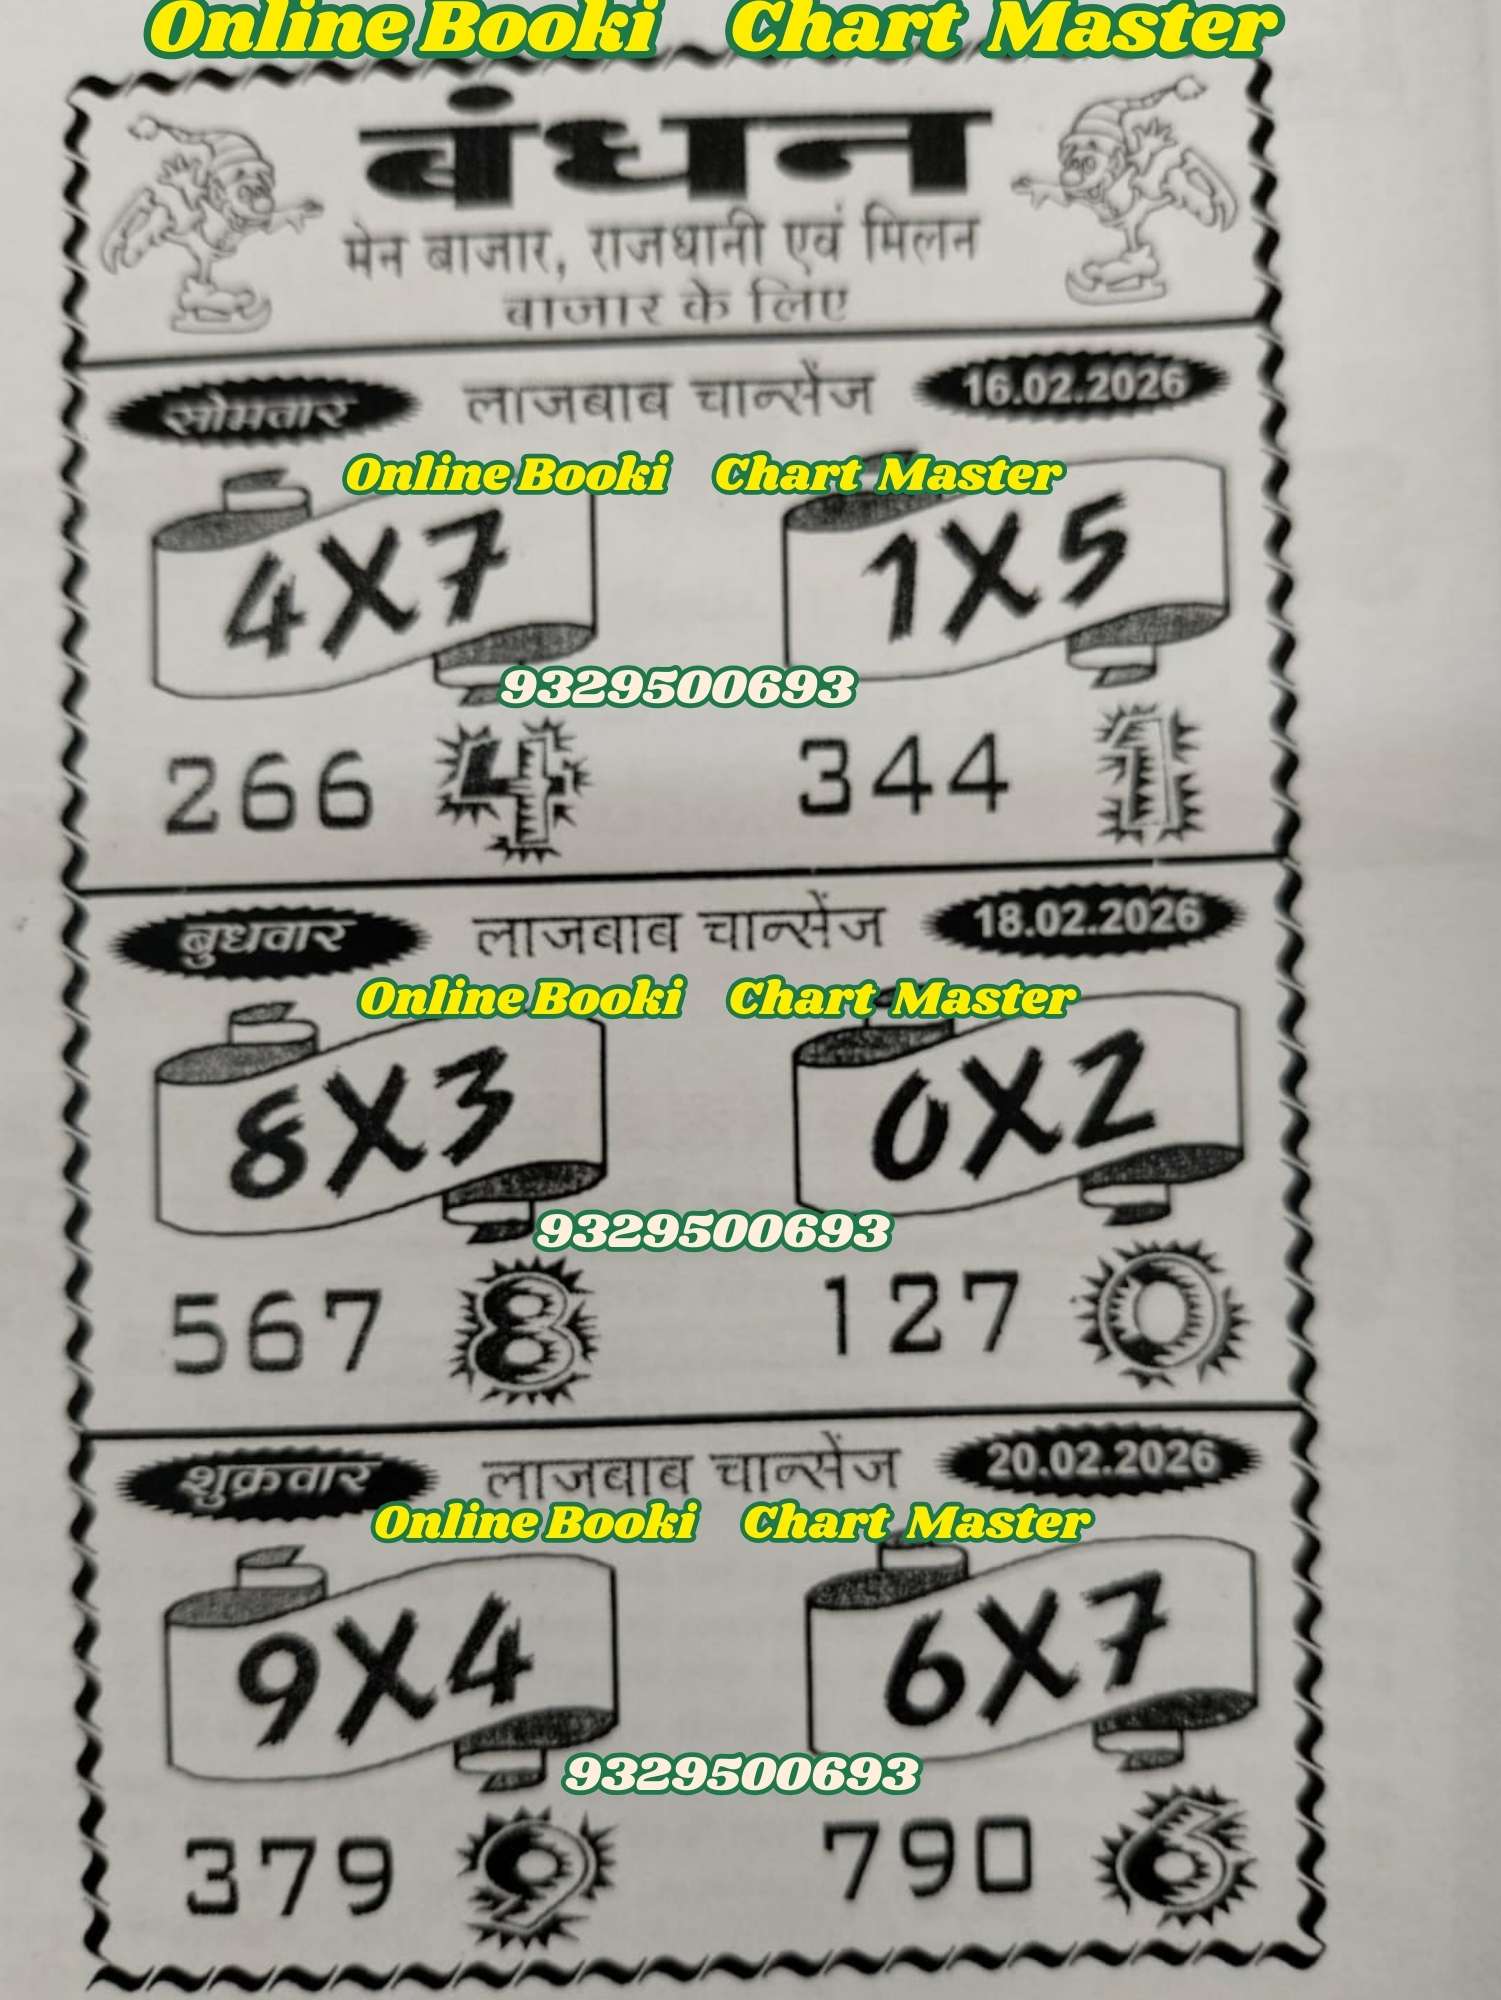 Online Booki Chart Master
बंधन
मेन बाजार, राजधानी एवं मिलन
बाजार के लिए
सोमवार लाजबाब चान्सेंज 16.02.2026
Online Booki Chart Master
4X7 1X5
9329500693
266 4 344 1
बुधवार लाजबाब चान्सेंज 18.02.2026
Online Booki Chart Master
8X3 0X2
9329500693
567 8 127 0
शुक्रवार लाजबाब चान्सेंज 20.02.2026
Online Booki Chart Master
9X4 6X7
9329500693
379 9 790 6